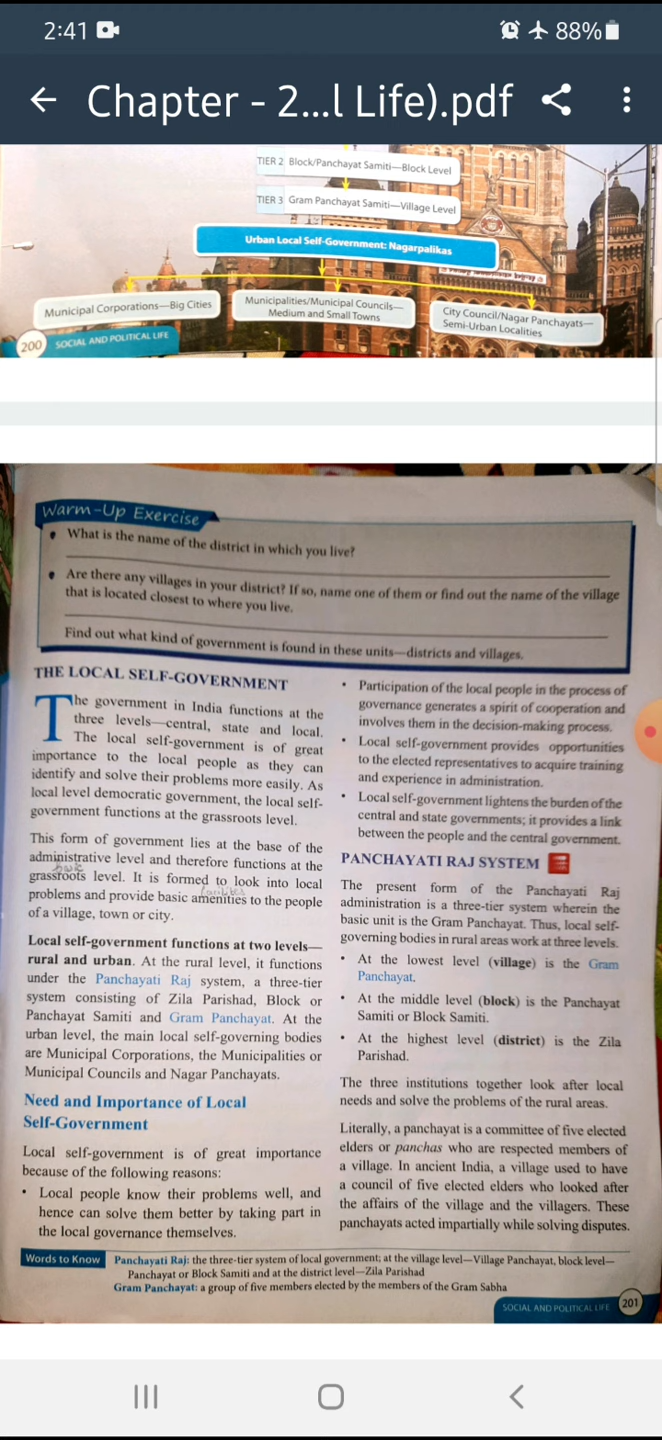 2:41
88%
Chapter - 2...l Life).pdf
TIER 2 Block/Panchayat Samiti—Block Level
TIER 3 Gram Panchayat Samiti—Village Level
Urban Local Self-Government: Nagarpalikas
Municipal Corporations—Big Cities
Municipalities/Municipal Councils—
Medium and Small Towns
City Council/Nagar Panchayats—
Semi-Urban Localities
200 SOCIAL AND POLITICAL LIFE
Warm-Up Exercise
• What is the name of the district in which you live?
• Are there any villages in your district? If so, name one of them or find out the name of the village
that is located closest to where you live.
Find out what kind of government is found in these units—districts and villages.
THE LOCAL SELF-GOVERNMENT
The government in India functions at the
three levels—central, state and local.
The local self-government is of great
importance to the local people as they can
identify and solve their problems more easily. As
local level democratic government, the local self-
government functions at the grassroots level.
This form of government lies at the base of the
administrative level and therefore functions at the
basic
grassroots level. It is formed to look into local
facilities
problems and provide basic amenities to the people
of a village, town or city.
Local self-government functions at two levels—
rural and urban. At the rural level, it functions
under the Panchayati Raj system, a three-tier
system consisting of Zila Parishad, Block or
Panchayat Samiti and Gram Panchayat. At the
urban level, the main local self-governing bodies
are Municipal Corporations, the Municipalities or
Municipal Councils and Nagar Panchayats.
Need and Importance of Local
Self-Government
Local self-government is of great importance
because of the following reasons:
• Local people know their problems well, and
hence can solve them better by taking part in
the local governance themselves.
• Participation of the local people in the process of
governance generates a spirit of cooperation and
involves them in the decision-making process.
• Local self-government provides opportunities
to the elected representatives to acquire training
and experience in administration.
• Local self-government lightens the burden of the
central and state governments; it provides a link
between the people and the central government.
PANCHAYATI RAJ SYSTEM
The present form of the Panchayati Raj
administration is a three-tier system wherein the
basic unit is the Gram Panchayat. Thus, local self-
governing bodies in rural areas work at three levels.
• At the lowest level (village) is the Gram
Panchayat.
• At the middle level (block) is the Panchayat
Samiti or Block Samiti.
• At the highest level (district) is the Zila
Parishad.
The three institutions together look after local
needs and solve the problems of the rural areas.
Literally, a panchayat is a committee of five elected
elders or panchas who are respected members of
a village. In ancient India, a village used to have
a council of five elected elders who looked after
the affairs of the village and the villagers. These
panchayats acted impartially while solving disputes.
Words to Know Panchayati Raj: the three-tier system of local government; at the village level—Village Panchayat, block level—
Panchayat or Block Samiti and at the district level—Zila Parishad
Gram Panchayat: a group of five members elected by the members of the Gram Sabha
SOCIAL AND POLITICAL LIFE 201